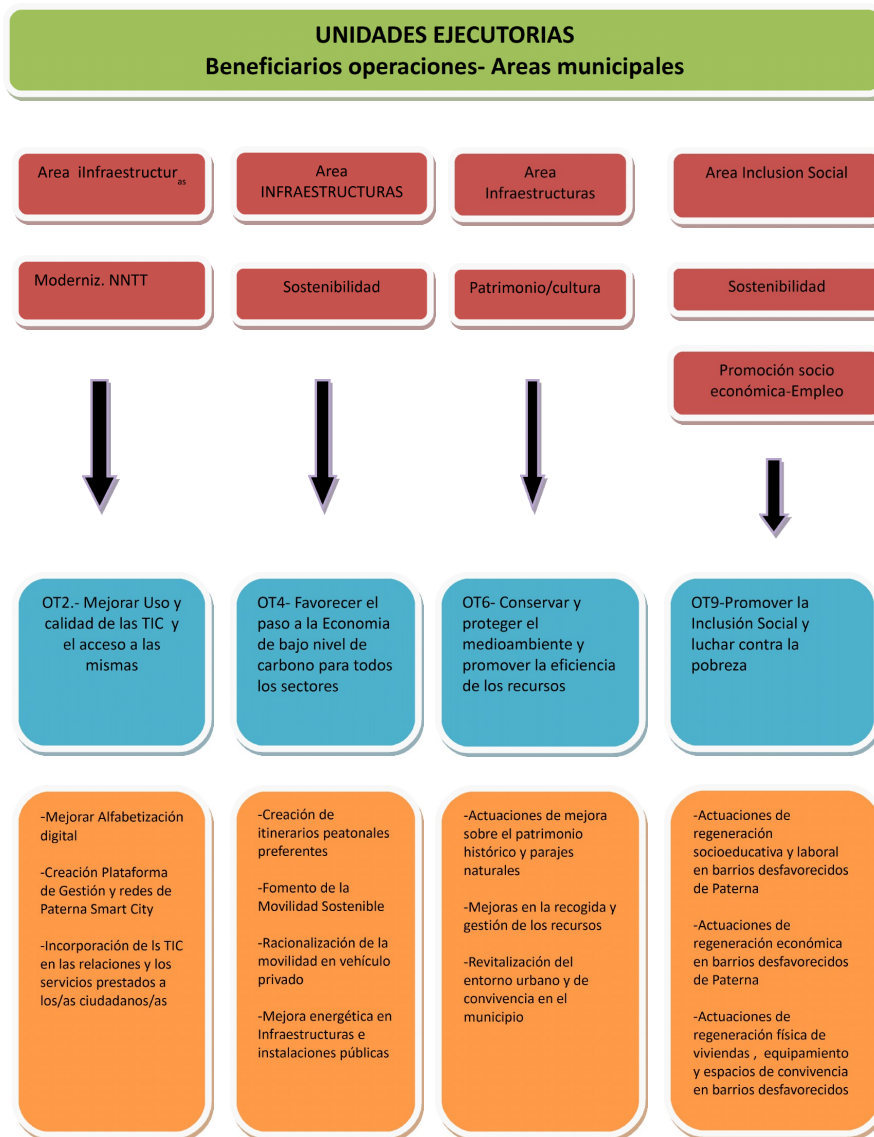 UNIDADES EJECUTORIAS
Beneficiarios operaciones- Areas municipales
Area iInfraestructuras
Area
INFRAESTRUCTURAS
Area
Infraestructuras
Area Inclusion Social
Moderniz. NNTT
Sostenibilidad
Patrimonio/cultura
Sostenibilidad
Promoción socio
económica-Empleo
OT2.- Mejorar Uso y
calidad de las TIC y
el acceso a las
mismas
OT4- Favorecer el
paso a la Economia
de bajo nivel de
carbono para todos
los sectores
OT6- Conservar y
proteger el
medioambiente y
promover la eficiencia
de los recursos
OT9-Promover la
Inclusión Social y
luchar contra la
pobreza
-Mejorar Alfabetización
digital
-Creación Plataforma
de Gestión y redes de
Paterna Smart City
-Incorporación de ls TIC
en las relaciones y los
servicios prestados a
los/as ciudadanos/as
-Creación de
itinerarios peatonales
preferentes
-Fomento de la
Movilidad Sostenible
-Racionalización de la
movilidad en vehículo
privado
-Mejora energética en
Infraestructuras e
instalaciones públicas
-Actuaciones de mejora
sobre el patrimonio
histórico y parajes
naturales
-Mejoras en la recogida y
gestión de los recursos
-Revitalización del
entorno urbano y de
convivencia en el
municipio
-Actuaciones de
regeneración
socioeducativa y laboral
en barrios desfavorecidos
de Paterna
-Actuaciones de
regeneración económica
en barrios desfavorecidos
de Paterna
-Actuaciones de
regeneración física de
viviendas , equipamiento
y espacios de convivencia
en barrios desfavorecidos